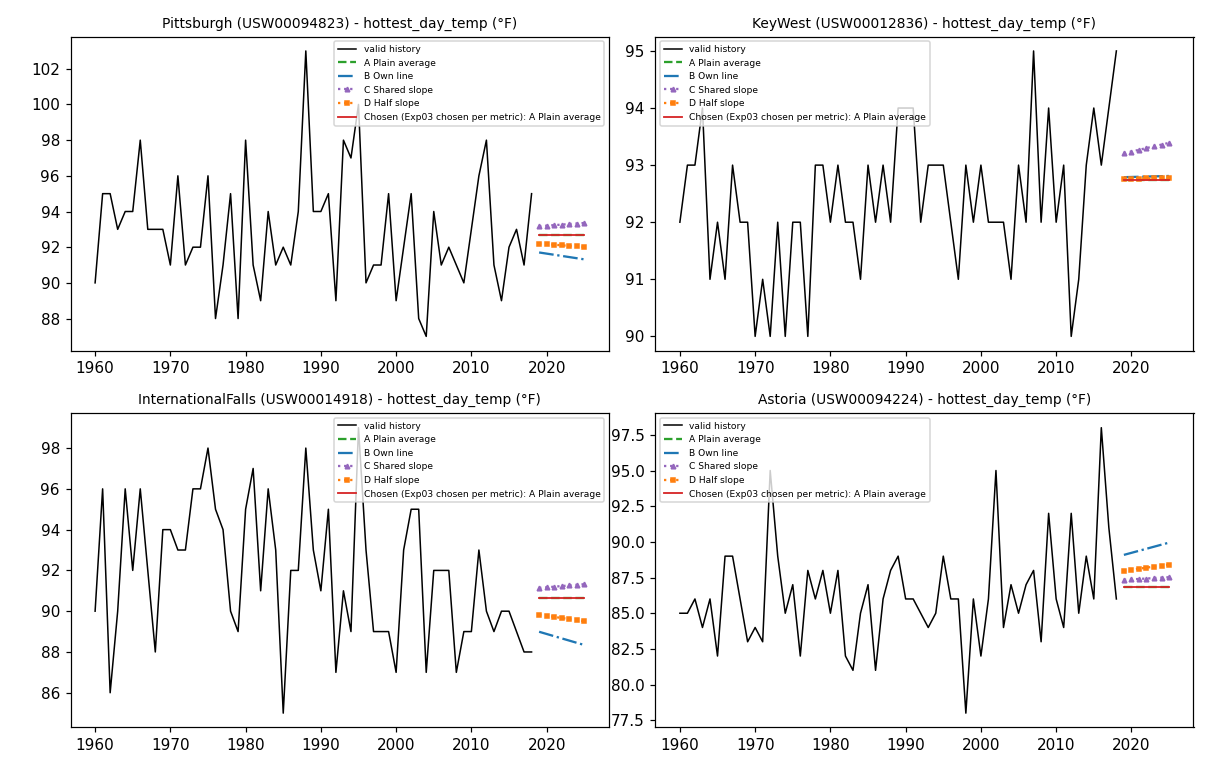 Pittsburgh (USW00094823) - hottest_day_temp (°F)
102
100
98
96
94
92
90
88
1960 1970 1980 1990 2000 2010 2020
valid history
A Plain average
B Own line
C Shared slope
D Half slope
Chosen (Exp03 chosen per metric): A Plain average
KeyWest (USW00012836) - hottest_day_temp (°F)
95
94
93
92
91
90
1960 1970 1980 1990 2000 2010 2020
valid history
A Plain average
B Own line
C Shared slope
D Half slope
Chosen (Exp03 chosen per metric): A Plain average
InternationalFalls (USW00014918) - hottest_day_temp (°F)
98
96
94
92
90
88
86
1960 1970 1980 1990 2000 2010 2020
valid history
A Plain average
B Own line
C Shared slope
D Half slope
Chosen (Exp03 chosen per metric): A Plain average
Astoria (USW00094224) - hottest_day_temp (°F)
97.5
95.0
92.5
90.0
87.5
85.0
82.5
80.0
77.5
1960 1970 1980 1990 2000 2010 2020
valid history
A Plain average
B Own line
C Shared slope
D Half slope
Chosen (Exp03 chosen per metric): A Plain average